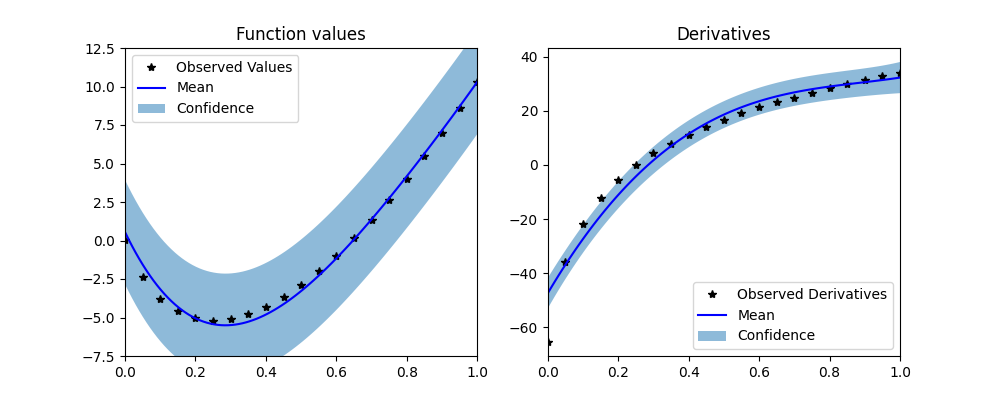 Function values
12.5
10.0
7.5
5.0
2.5
0.0
−2.5
−5.0
−7.5
0.0 0.2 0.4 0.6 0.8 1.0
Observed Values
Mean
Confidence
Derivatives
40
20
0
−20
−40
−60
0.0 0.2 0.4 0.6 0.8 1.0
Observed Derivatives
Mean
Confidence